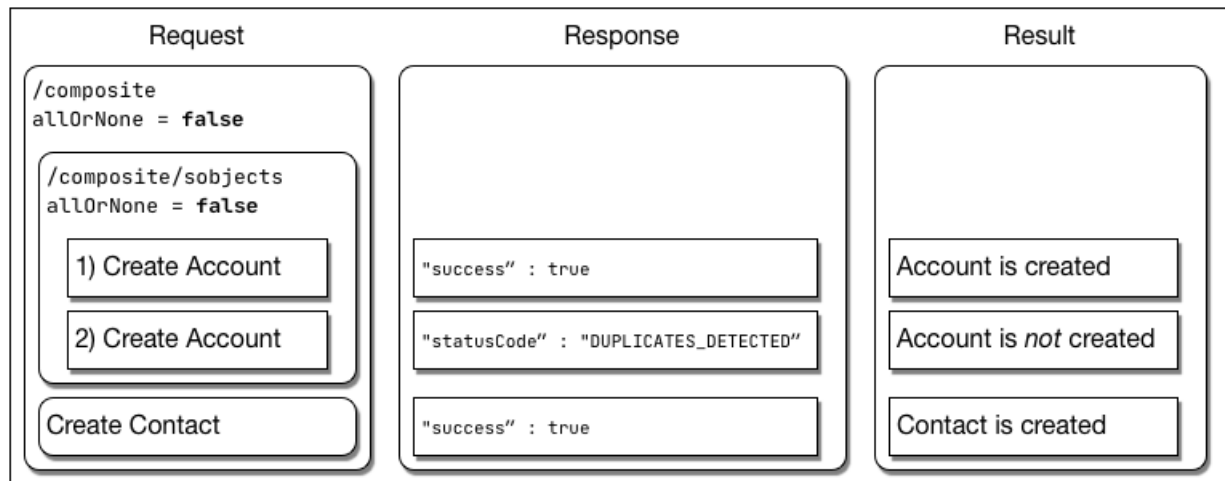 Request
Response
Result
/composite
allOrNone = false
/composite/sobjects
allOrNone = false
1) Create Account
"success” : true
Account is created
2) Create Account
"statusCode” : "DUPLICATES_DETECTED”
Account is not created
Create Contact
"success” : true
Contact is created